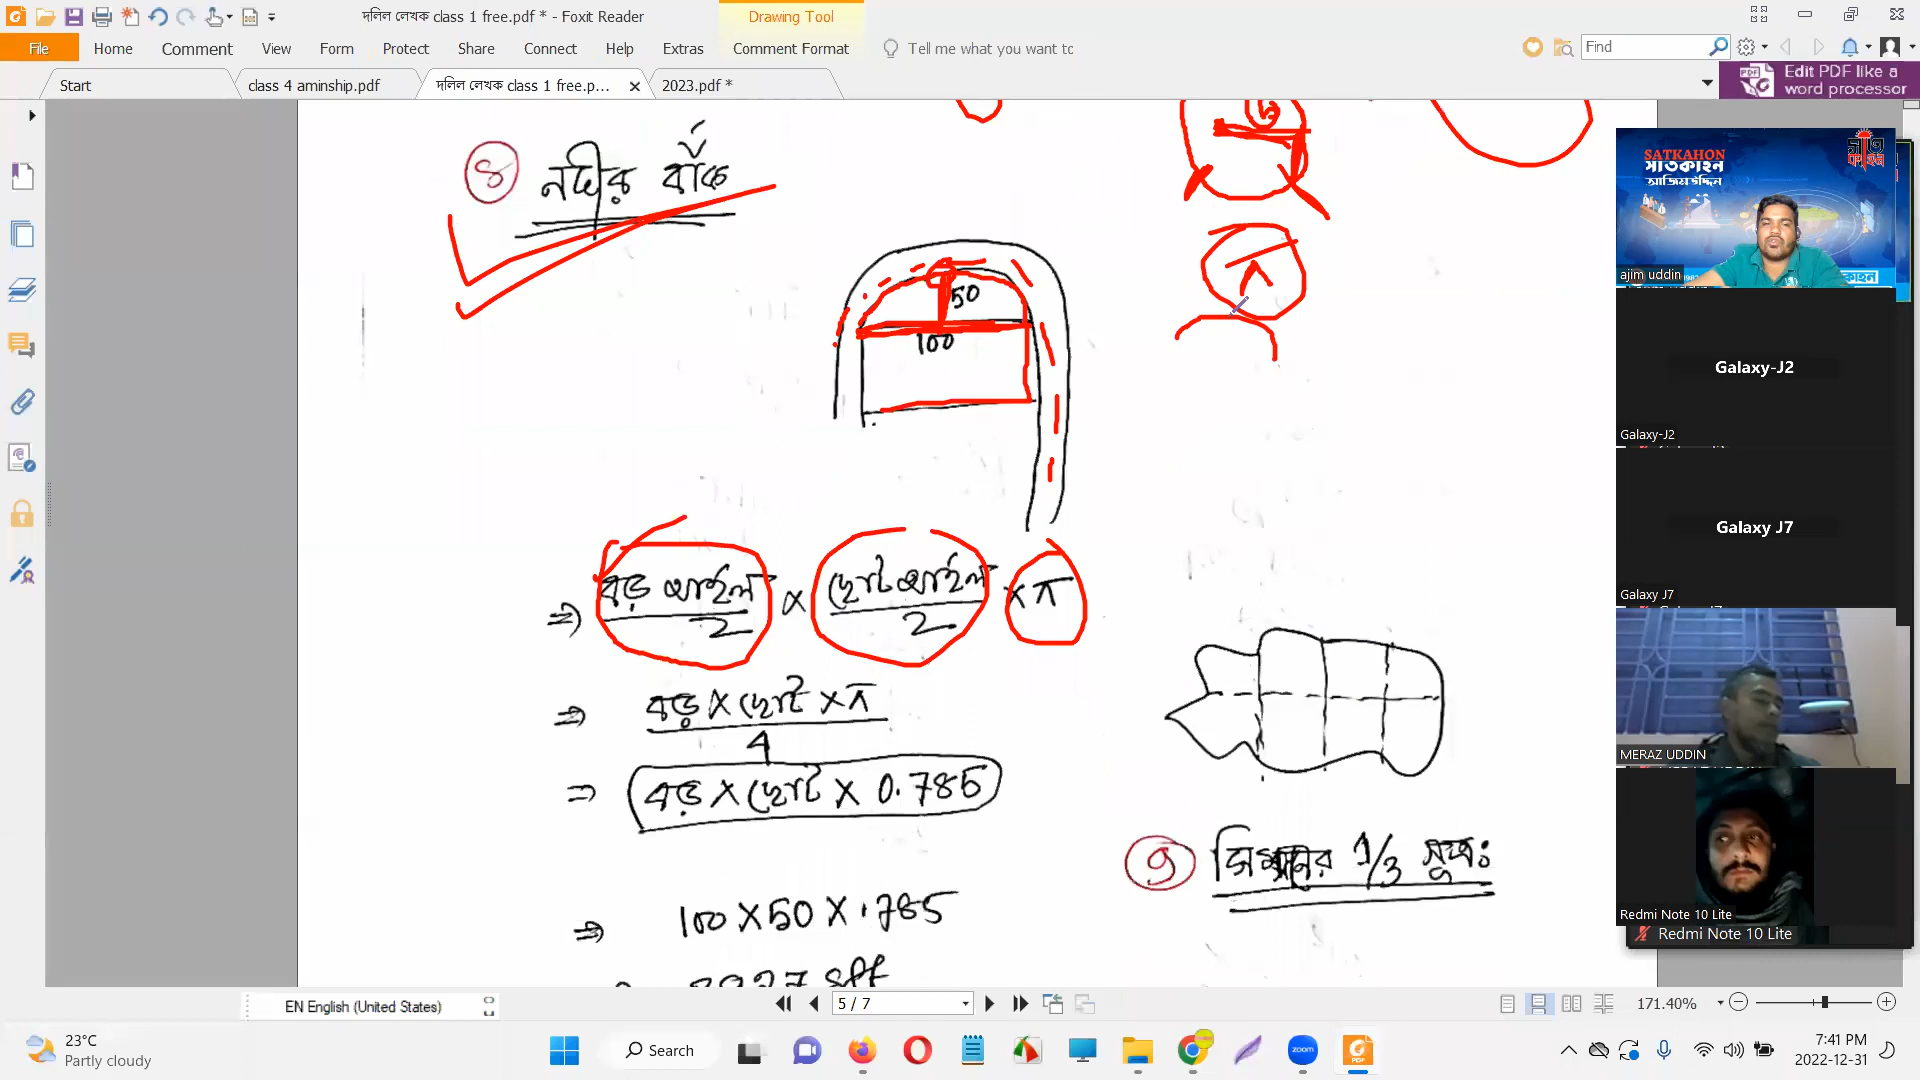 দলিল লেখক class 1 free.pdf * - Foxit Reader
Drawing Tool
File
Home
Comment
View
Form
Protect
Share
Connect
Help
Extras
Comment Format
Tell me what you want to
Find
Start
class 4 aminship.pdf
দলিল লেখক class 1 free.p...
2023.pdf *
Edit PDF like a
word processor
৪ নদীর বাঁক
50
100
π
⇒ বড় আইল/2 × ছোট আইল/2 × π
⇒ বড় × ছোট × π / 4
⇒ বড় × ছোট × 0.785
⇒ 100 × 50 × .785
1/3 সূত্রঃ
SATKAHON
সাতকাহন
আজিম উদ্দিন
ajim uddin
Galaxy-J2
Galaxy-J2
Galaxy J7
Galaxy J7
MERAZ UDDIN
Redmi Note 10 Lite
Redmi Note 10 Lite
EN English (United States)
5 / 7
171.40%
23°C
Partly cloudy
Search
zoom
7:41 PM
2022-12-31